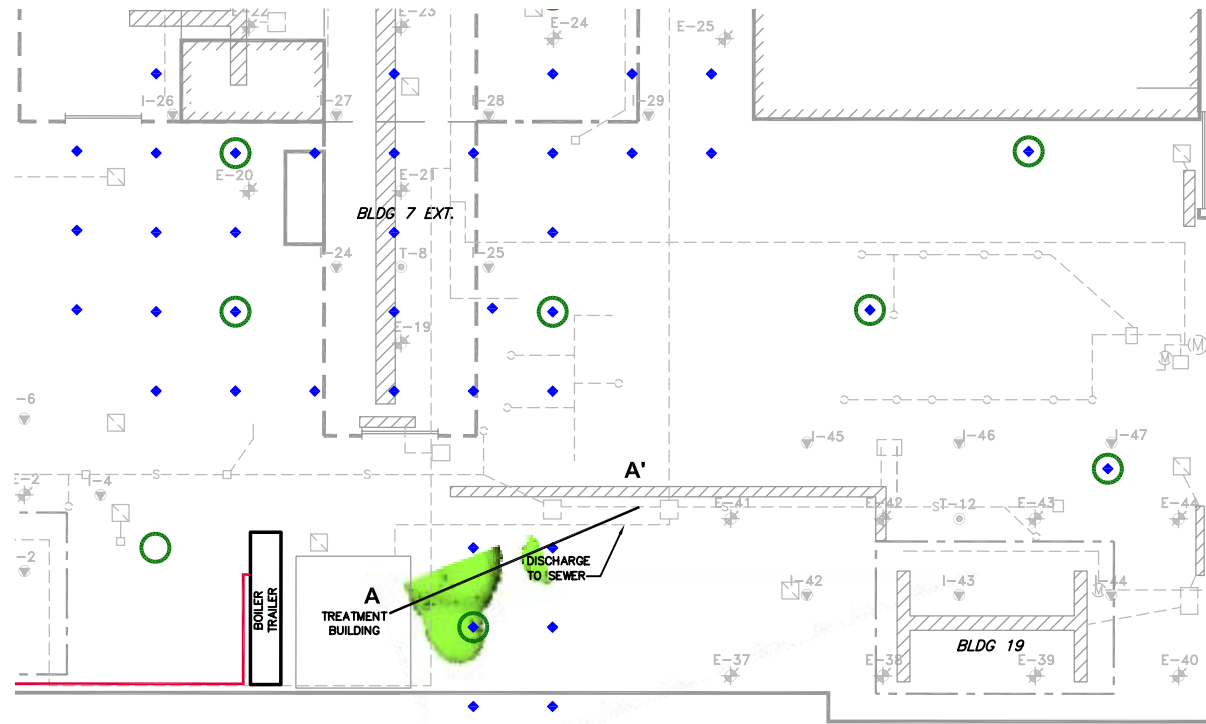 E-22
E-23
E-24
E-25
I-26
I-27
I-28
I-29
E-20
E-21
BLDG 7 EXT.
I-24
T-8
I-25
E-19
(M)
M
-6
I-45
I-46
I-47
A'
S
S
E-2
I-4
E-41
S
E-42
S
T-12
E-43
E-44
-2
DISCHARGE
TO SEWER
I-42
I-43
I-44
M
A
TREATMENT
BUILDING
BOILER
TRAILER
BLDG 19
E-37
E-38
E-39
E-40